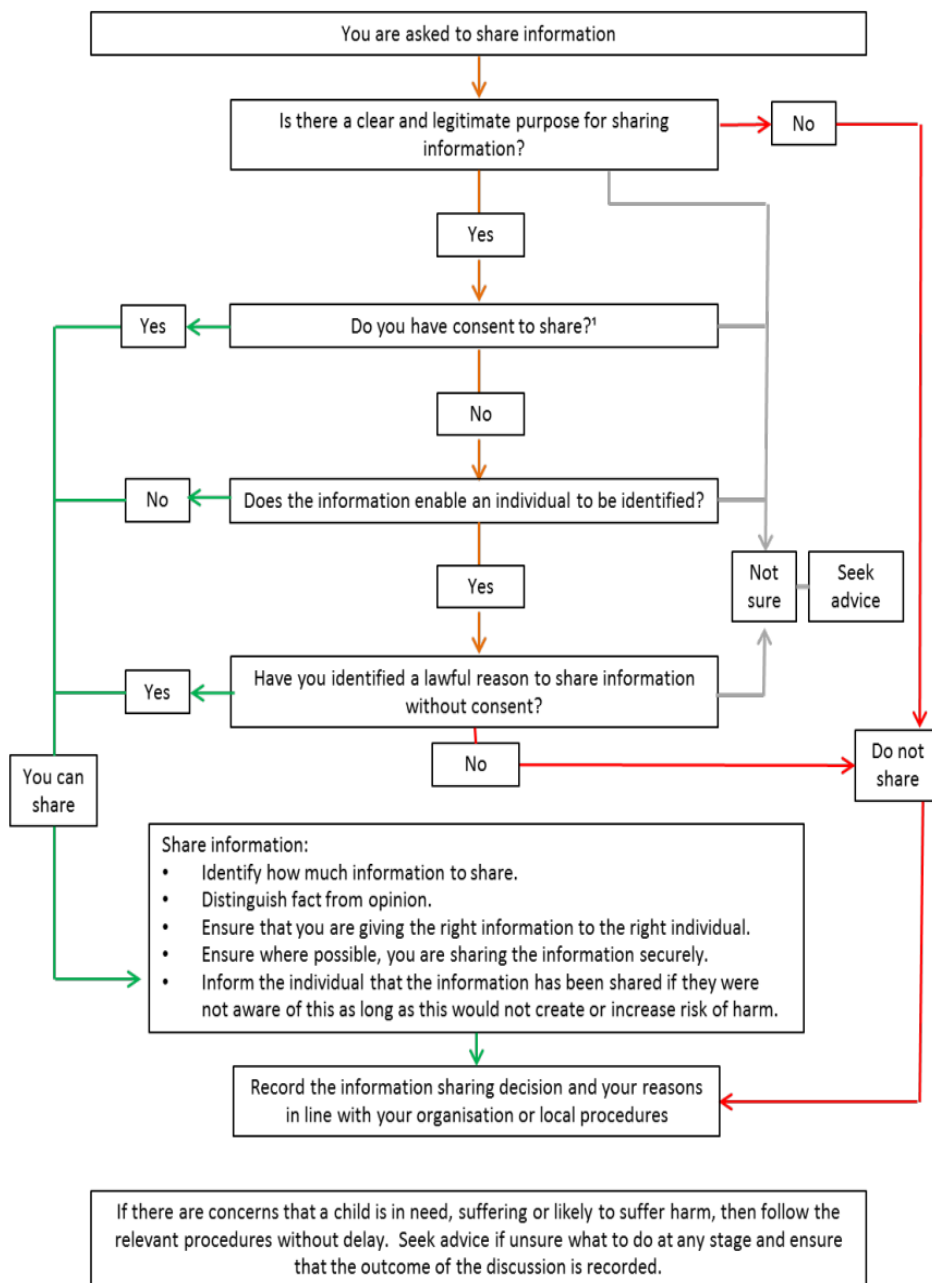 You are asked to share information
Is there a clear and legitimate purpose for sharing
information?
No
Yes
Yes
Do you have consent to share?¹
No
No
Does the information enable an individual to be identified?
Yes
Not
sure
Seek
advice
Yes
Have you identified a lawful reason to share information
without consent?
No
Do not
share
You can
share
Share information:
• Identify how much information to share.
• Distinguish fact from opinion.
• Ensure that you are giving the right information to the right individual.
• Ensure where possible, you are sharing the information securely.
• Inform the individual that the information has been shared if they were
not aware of this as long as this would not create or increase risk of harm.
Record the information sharing decision and your reasons
in line with your organisation or local procedures
If there are concerns that a child is in need, suffering or likely to suffer harm, then follow the
relevant procedures without delay. Seek advice if unsure what to do at any stage and ensure
that the outcome of the discussion is recorded.